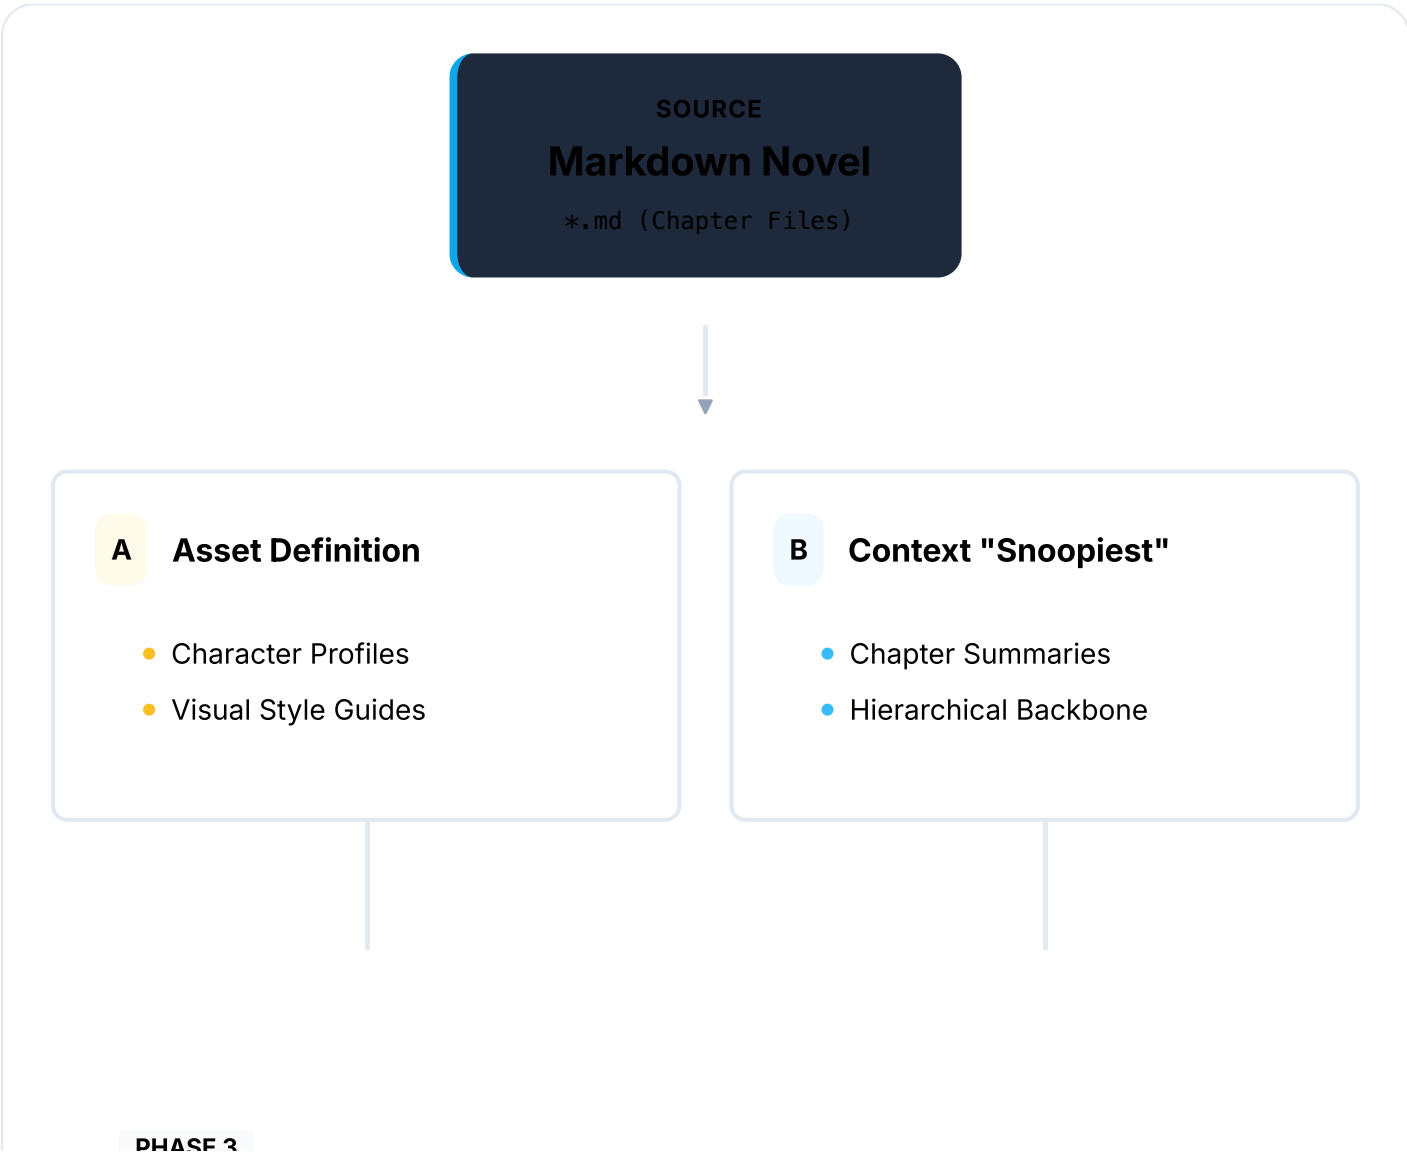 SOURCE
Markdown Novel
*.md (Chapter Files)
A
Asset Definition
Character Profiles
Visual Style Guides
B
Context "Snoopiest"
Chapter Summaries
Hierarchical Backbone
PHASE 3